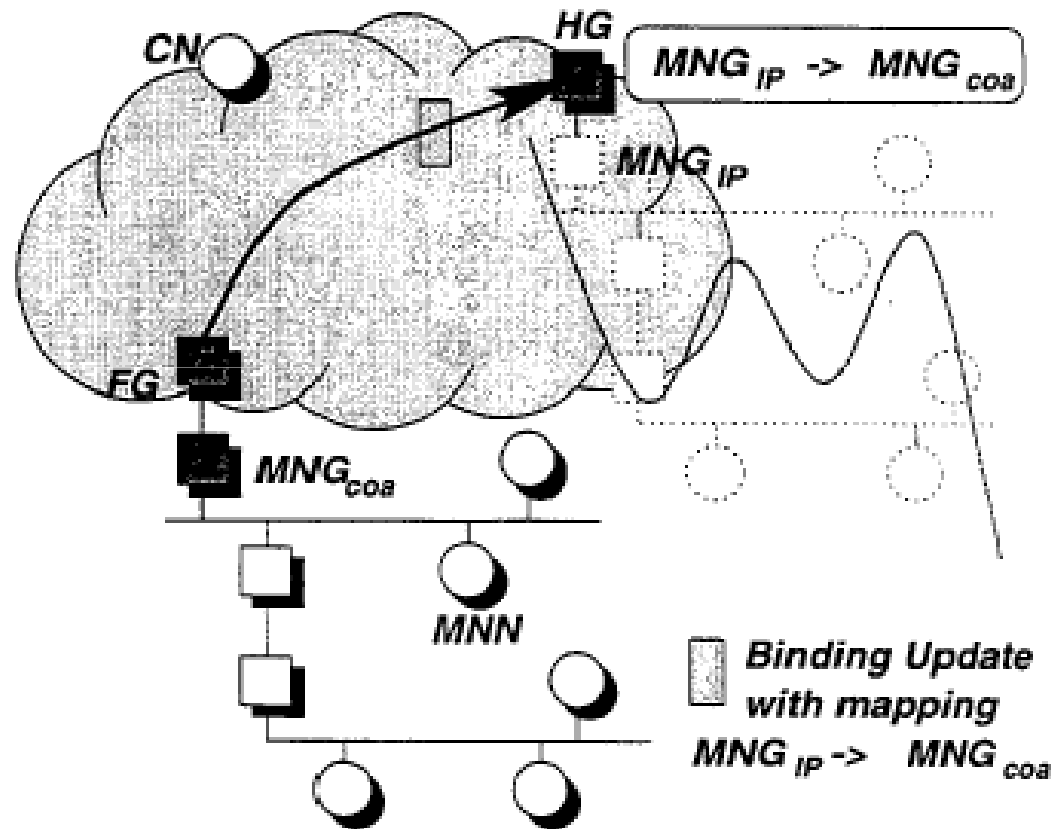 HG
CN
MNG IP -> MNG coa
MNG IP
FG
MNG coa
MNN
Binding Update
with mapping
MNG IP -> MNG coa